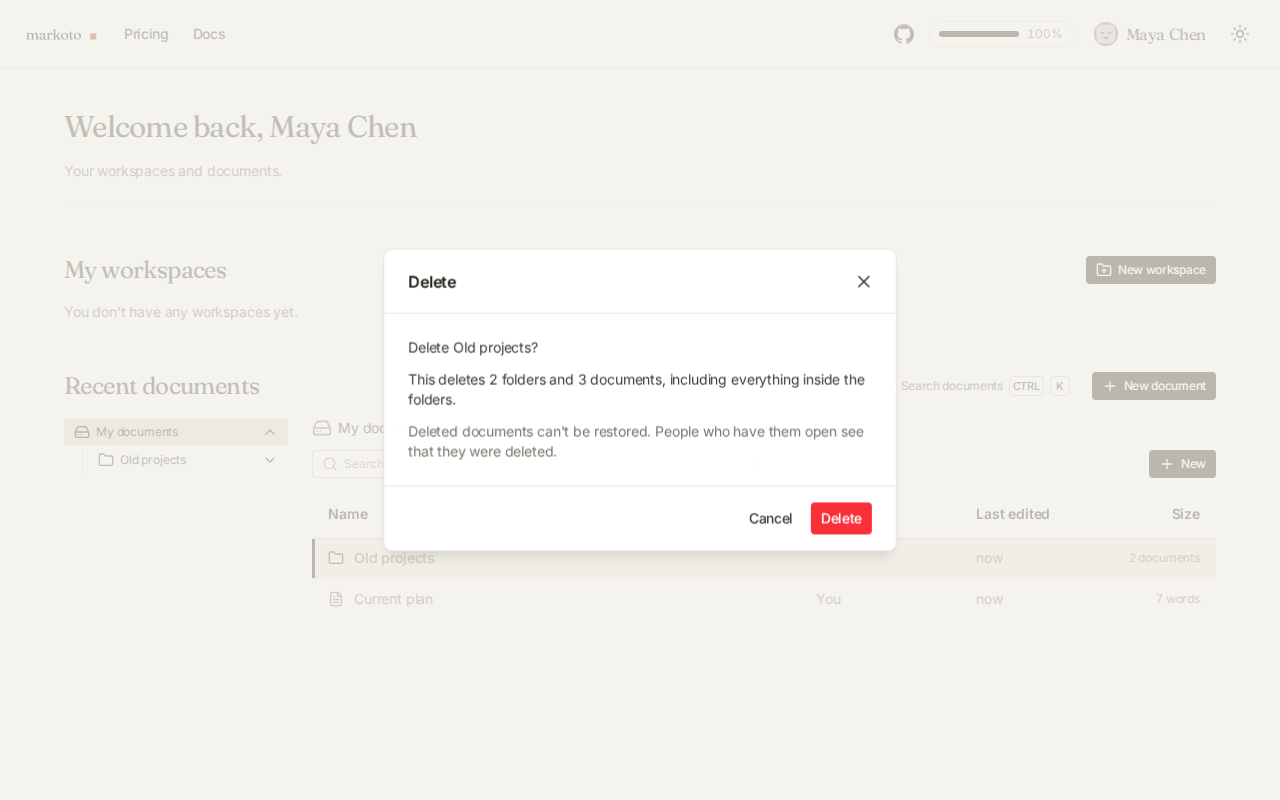 markoto
Pricing
Docs
100%
Maya Chen
Welcome back, Maya Chen
Your workspaces and documents.
My workspaces
New workspace
You don't have any workspaces yet.
Recent documents
Search documents CTRL K
New document
My documents
Old projects
My doc
Search
New
Name
Last edited
Size
Old projects
now
2 documents
Current plan
You
now
7 words
Delete
Delete Old projects?
This deletes 2 folders and 3 documents, including everything inside the
folders.
Deleted documents can't be restored. People who have them open see
that they were deleted.
Cancel
Delete